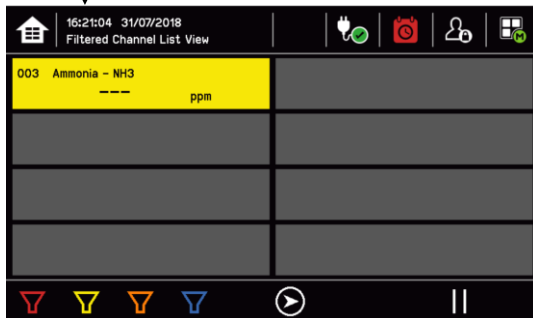 16:21:04 31/07/2018
Filtered Channel List View
003 Ammonia - NH3
--- ppm
M